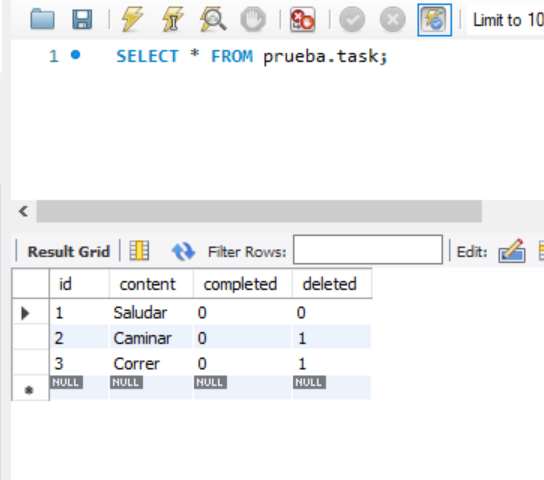 Limit to 10
1 SELECT * FROM prueba.task;
Result Grid Filter Rows: Edit:
id content completed deleted
1 Saludar 0 0
2 Caminar 0 1
3 Correr 0 1
NULL NULL NULL NULL